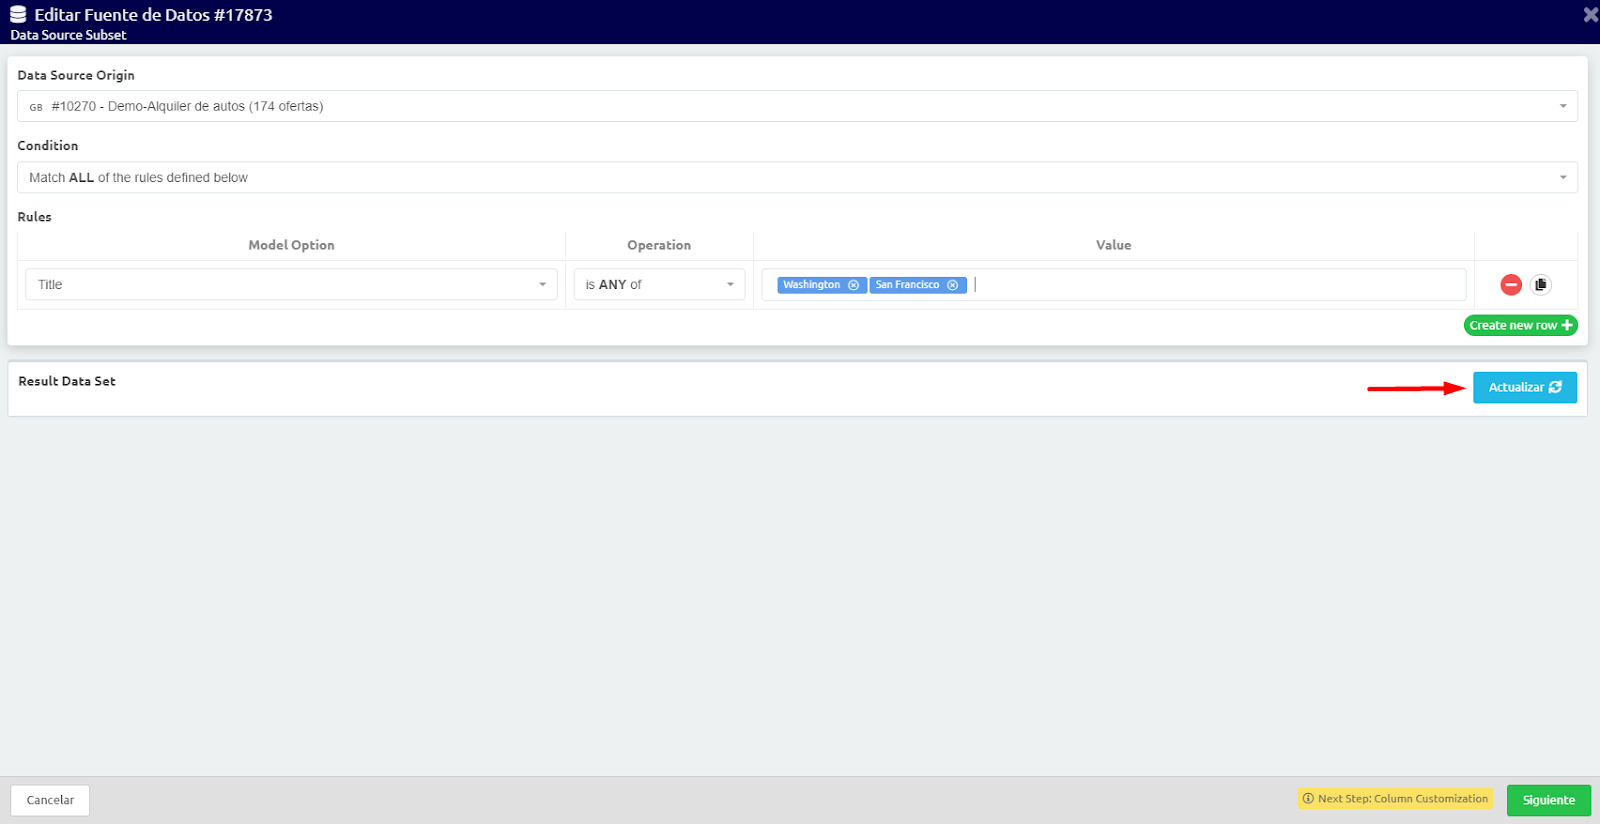 Editar Fuente de Datos #17873
Data Source Subset
Data Source Origin
GB #10270 - Demo-Alquiler de autos (174 ofertas)
Condition
Match ALL of the rules defined below
Rules
Model Option Operation Value
Title is ANY of Washington San Francisco
Create new row
Result Data Set
Actualizar
Cancelar Next Step: Column Customization Siguiente